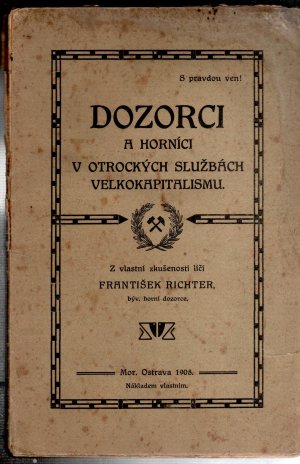 S pravdou ven!
DOZORCI
A HORNÍCI
V OTROCKÝCH SLUŽBÁCH
VELKOKAPITALISMU.
Z vlastní zkušenosti líčí
FRANTIŠEK RICHTER,
býv. horní dozorce.
Mor. Ostrava 1908.
Nákladem vlastním.